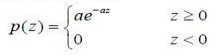 p(z) = { ae^{-az}  z ≥ 0
0  z < 0